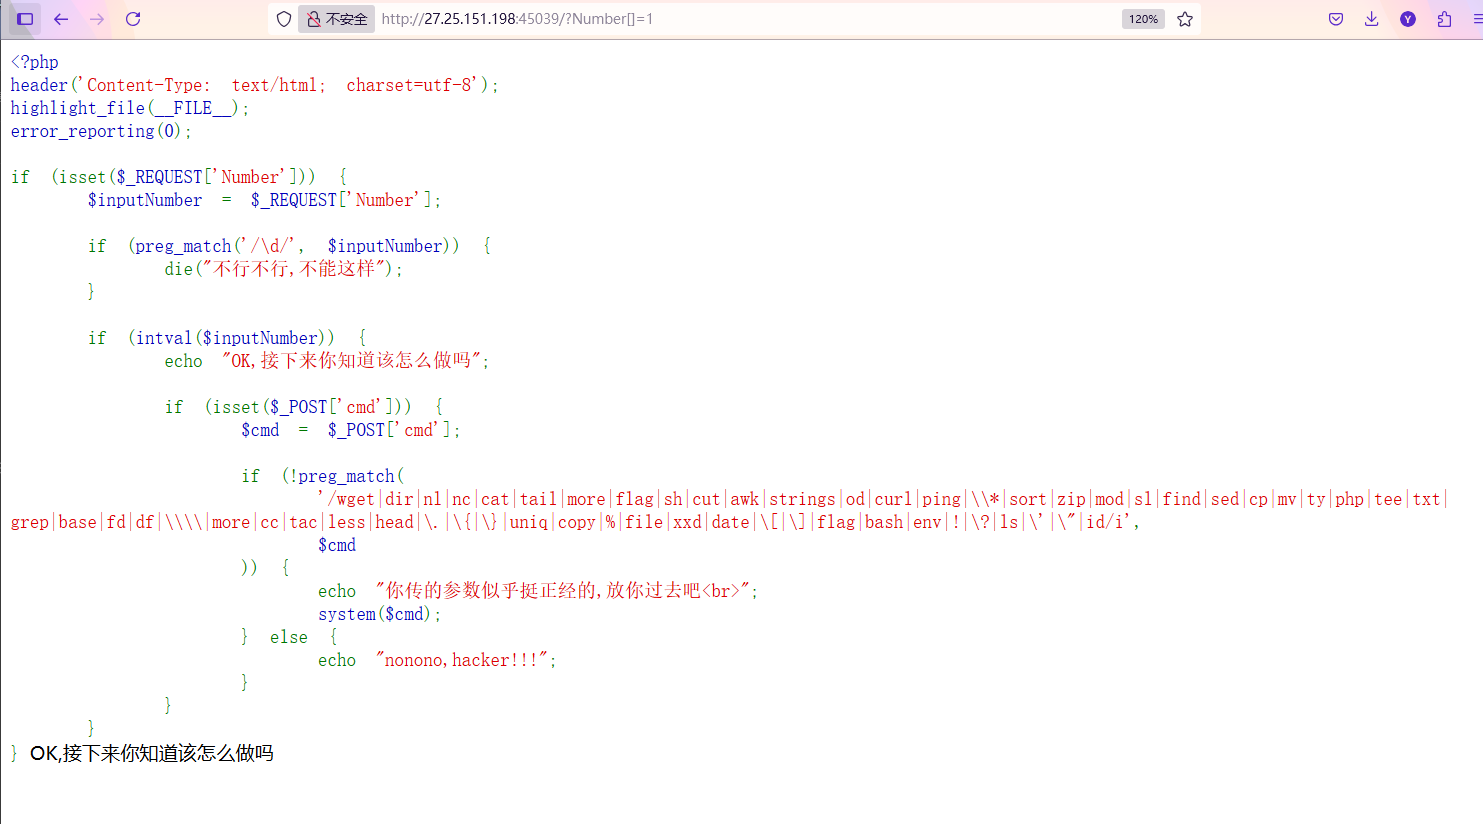 不安全
http://27.25.151.198:45039/?Number[]=1
120%
Y
<?php
header('Content-Type: text/html; charset=utf-8');
highlight_file(__FILE__);
error_reporting(0);
if (isset($_REQUEST['Number'])) {
$inputNumber = $_REQUEST['Number'];
if (preg_match('/\d/', $inputNumber)) {
die("不行不行,不能这样");
}
if (intval($inputNumber)) {
echo "OK,接下来你知道该怎么做吗";
if (isset($_POST['cmd'])) {
$cmd = $_POST['cmd'];
if (!preg_match(
'/wget|dir|nl|nc|cat|tail|more|flag|sh|cut|awk|strings|od|curl|ping|\\*|sort|zip|mod|sl|find|sed|cp|mv|ty|php|tee|txt|
grep|base|fd|df|\\\\|more|cc|tac|less|head|\.|\{|\}|uniq|copy|%|file|xxd|date|\[|\]|flag|bash|env|!|\?|ls|\'|\"|id/i',
$cmd
)) {
echo "你传的参数似乎挺正经的,放你过去吧<br>";
system($cmd);
} else {
echo "nonono,hacker!!!";
}
}
}
} OK,接下来你知道该怎么做吗